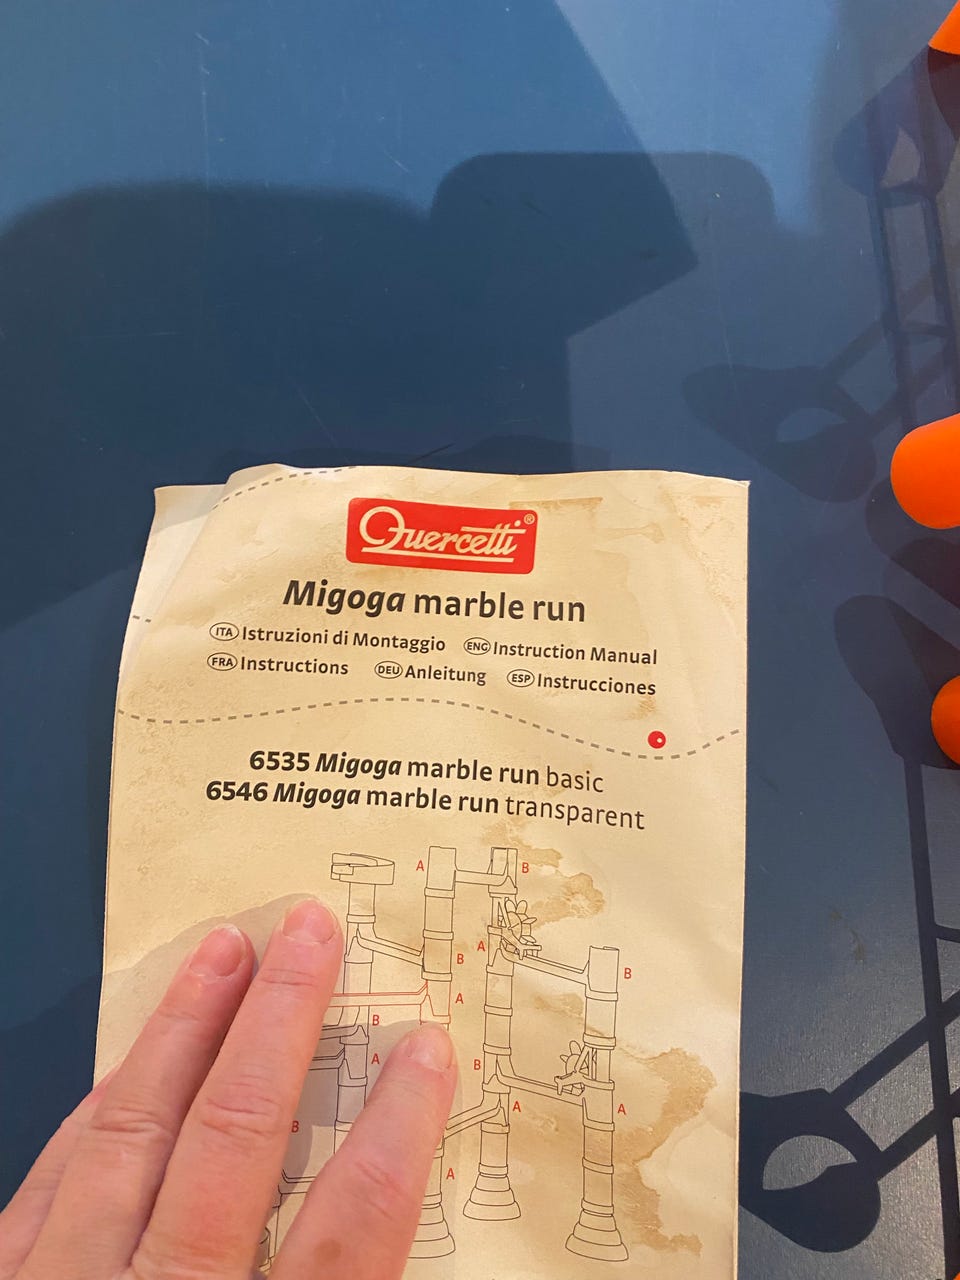 Quercetti®
Migoga marble run
ITA Istruzioni di Montaggio ENG Instruction Manual
FRA Instructions DEU Anleitung ESP Instrucciones
6535 Migoga marble run basic
6546 Migoga marble run transparent
A B
A B
B
A
B
A
B
A
A
B
A